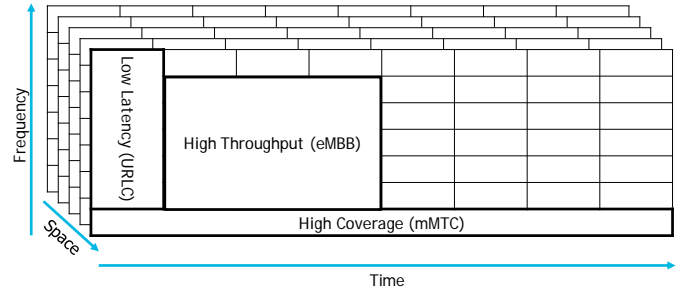 Frequency
Low Latency (URLC)
High Throughput (eMBB)
High Coverage (mMTC)
Space
Time